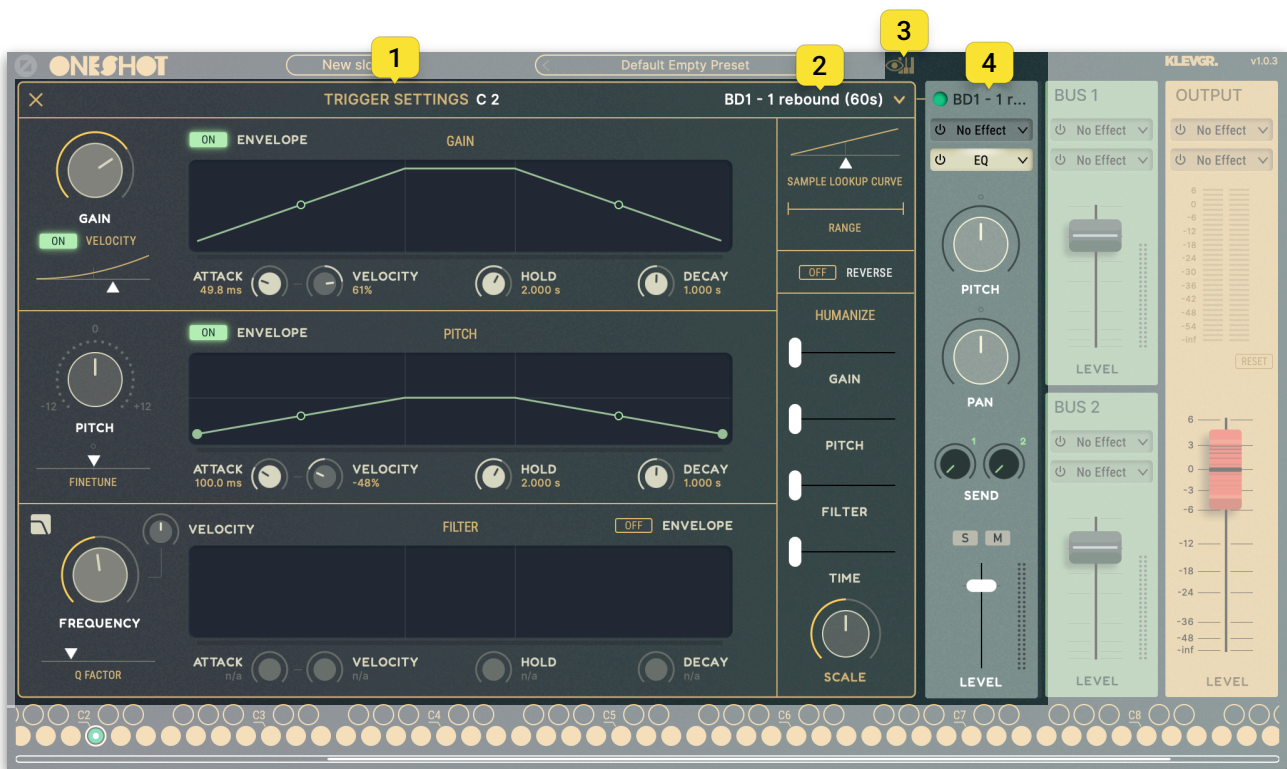 1
2
3
4
ONESHOT
New slo
Default Empty Preset
KLEVGR.
v1.0.3
TRIGGER SETTINGS C 2
BD1 - 1 rebound (60s)
BD1 - 1 r...
BUS 1
OUTPUT
No Effect
No Effect
No Effect
EQ
No Effect
No Effect
ON ENVELOPE
GAIN
GAIN
ON VELOCITY
ATTACK
49.8 ms
VELOCITY
61%
HOLD
2.000 s
DECAY
1.000 s
ON ENVELOPE
PITCH
0
-12
+12
PITCH
0
FINETUNE
ATTACK
100.0 ms
VELOCITY
-48%
HOLD
2.000 s
DECAY
1.000 s
VELOCITY
FILTER
OFF ENVELOPE
FREQUENCY
Q FACTOR
ATTACK
n/a
VELOCITY
n/a
HOLD
n/a
DECAY
n/a
SAMPLE LOOKUP CURVE
RANGE
OFF REVERSE
HUMANIZE
GAIN
PITCH
FILTER
TIME
SCALE
PITCH
PAN
1
2
SEND
S
M
LEVEL
LEVEL
BUS 2
No Effect
No Effect
LEVEL
6
0
-6
-12
-18
-24
-30
-36
-42
-48
-54
-inf
RESET
6
3
0
-3
-6
-12
-18
-24
-36
-48
-inf
LEVEL
C2
C3
C4
C5
C6
C7
C8